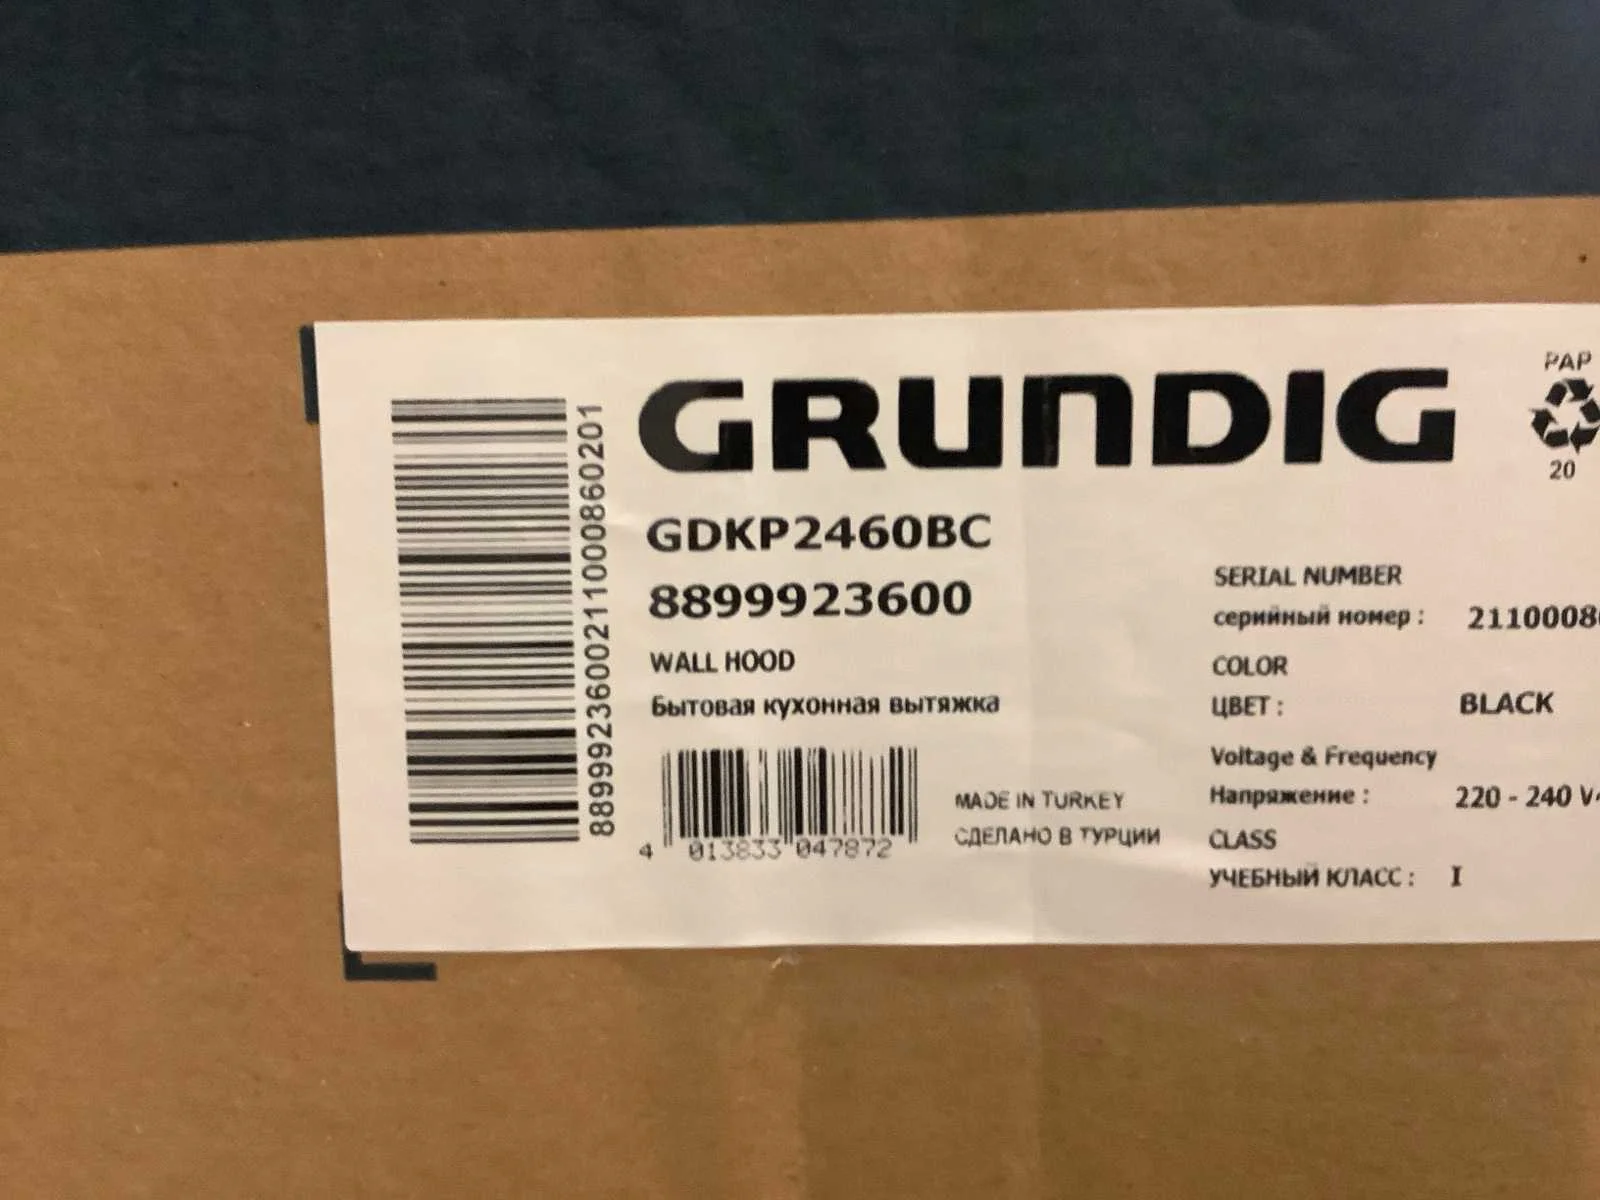 GRUNDIG
PAP
20
GDKP2460BC
8899923600
WALL HOOD
Бытовая кухонная вытяжка
8899923600211000860201
4 013833 047872
MADE IN TURKEY
СДЕЛАНО В ТУРЦИИ
SERIAL NUMBER
серийный номер : 2110008
COLOR
ЦВЕТ : BLACK
Voltage & Frequency
Напряжение : 220 - 240 V
CLASS
УЧЕБНЫЙ КЛАСС : I